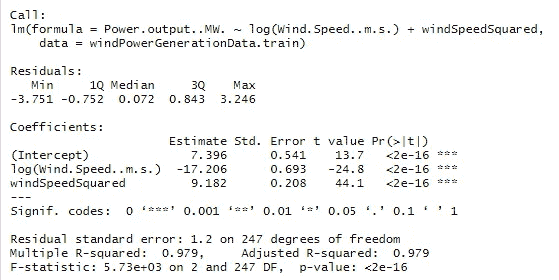 Call:
lm(formula = Power.output..MW. ~ log(Wind.Speed..m.s.) + windSpeedSquared,
data = windPowerGenerationData.train)
Residuals:
Min 1Q Median 3Q Max
-3.751 -0.752 0.072 0.843 3.246
Coefficients:
Estimate Std. Error t value Pr(>|t|)
(Intercept) 7.396 0.541 13.7 <2e-16 ***
log(Wind.Speed..m.s.) -17.206 0.693 -24.8 <2e-16 ***
windSpeedSquared 9.182 0.208 44.1 <2e-16 ***
---
Signif. codes: 0 ‘***’ 0.001 ‘**’ 0.01 ‘*’ 0.05 ‘.’ 0.1 ‘ ’ 1
Residual standard error: 1.2 on 247 degrees of freedom
Multiple R-squared: 0.979, Adjusted R-squared: 0.979
F-statistic: 5.73e+03 on 2 and 247 DF, p-value: <2e-16